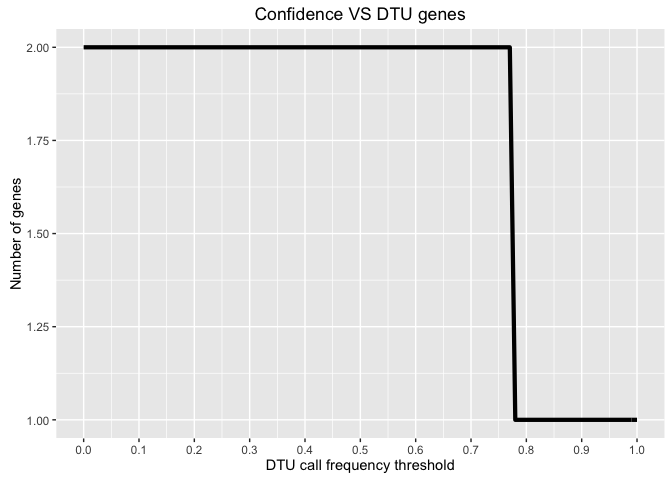 Confidence VS DTU genes
Number of genes
2.00
1.75
1.50
1.25
1.00
0.0 0.1 0.2 0.3 0.4 0.5 0.6 0.7 0.8 0.9 1.0
DTU call frequency threshold